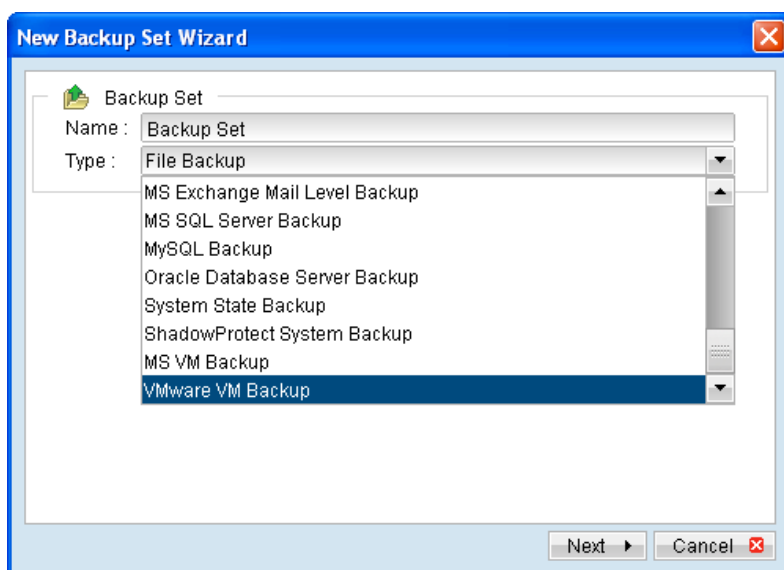 New Backup Set Wizard
Backup Set
Name : Backup Set
Type : File Backup
MS Exchange Mail Level Backup
MS SQL Server Backup
MySQL Backup
Oracle Database Server Backup
System State Backup
ShadowProtect System Backup
MS VM Backup
VMware VM Backup
Next Cancel